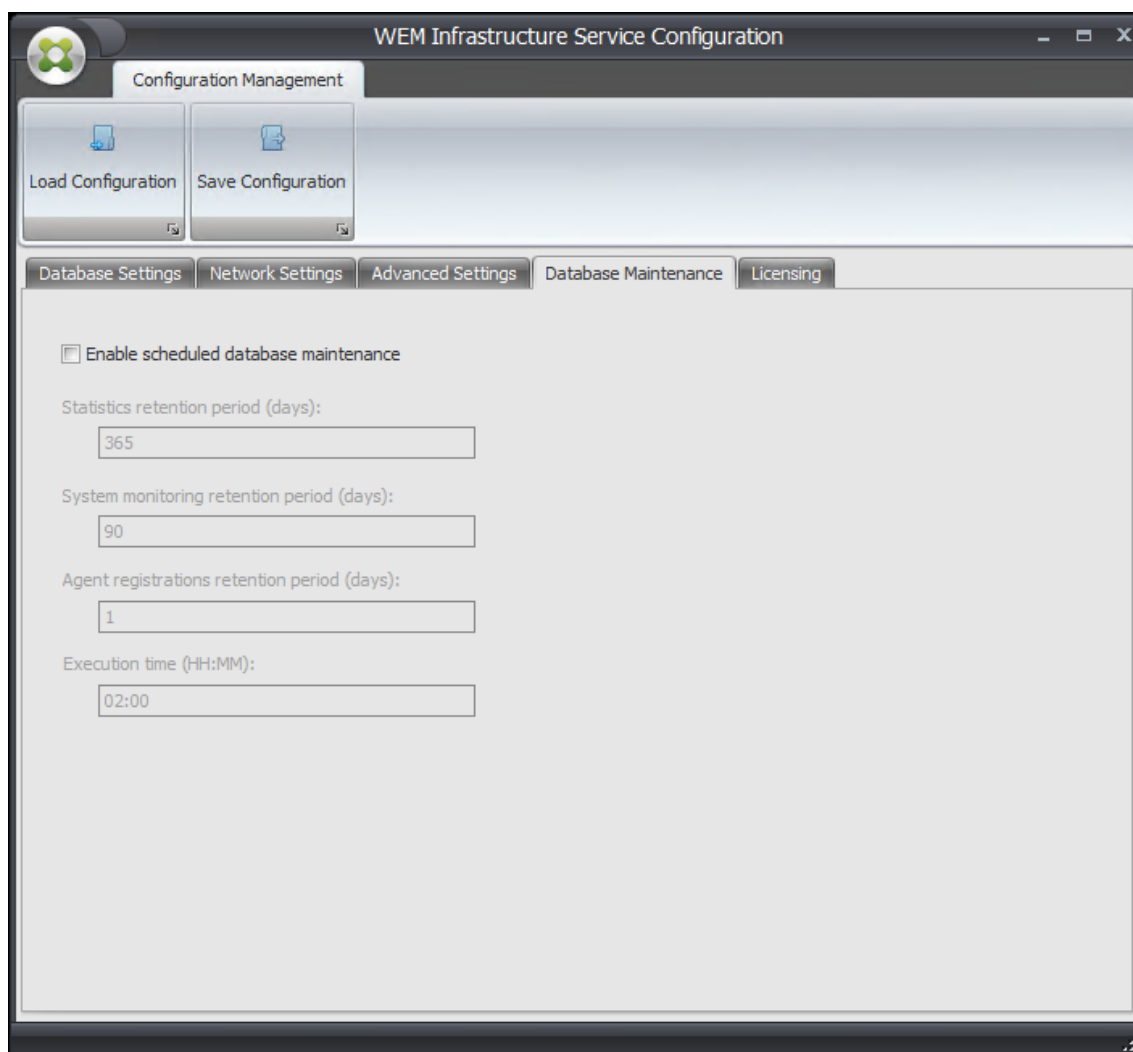 WEM Infrastructure Service Configuration
Configuration Management
Load Configuration
Save Configuration
Database Settings
Network Settings
Advanced Settings
Database Maintenance
Licensing
Enable scheduled database maintenance
Statistics retention period (days):
365
System monitoring retention period (days):
90
Agent registrations retention period (days):
1
Execution time (HH:MM):
02:00